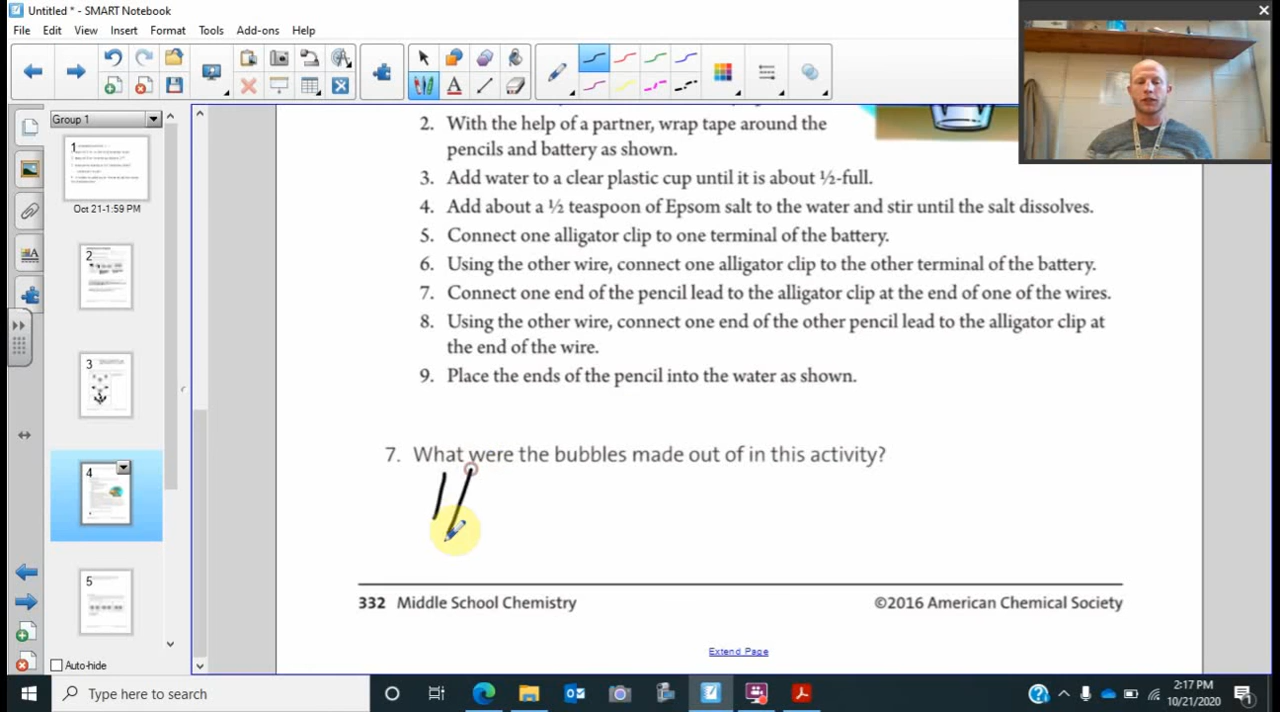 Untitled * - SMART Notebook
File Edit View Insert Format Tools Add-ons Help
Group 1
1
Oct 21-1:59 PM
2
3
4
5
Auto-hide
2. With the help of a partner, wrap tape around the
pencils and battery as shown.
3. Add water to a clear plastic cup until it is about ½-full.
4. Add about a ½ teaspoon of Epsom salt to the water and stir until the salt dissolves.
5. Connect one alligator clip to one terminal of the battery.
6. Using the other wire, connect one alligator clip to the other terminal of the battery.
7. Connect one end of the pencil lead to the alligator clip at the end of one of the wires.
8. Using the other wire, connect one end of the other pencil lead to the alligator clip at
the end of the wire.
9. Place the ends of the pencil into the water as shown.
7. What were the bubbles made out of in this activity?
332 Middle School Chemistry
©2016 American Chemical Society
Extend Page
Type here to search
2:17 PM
10/21/2020
1